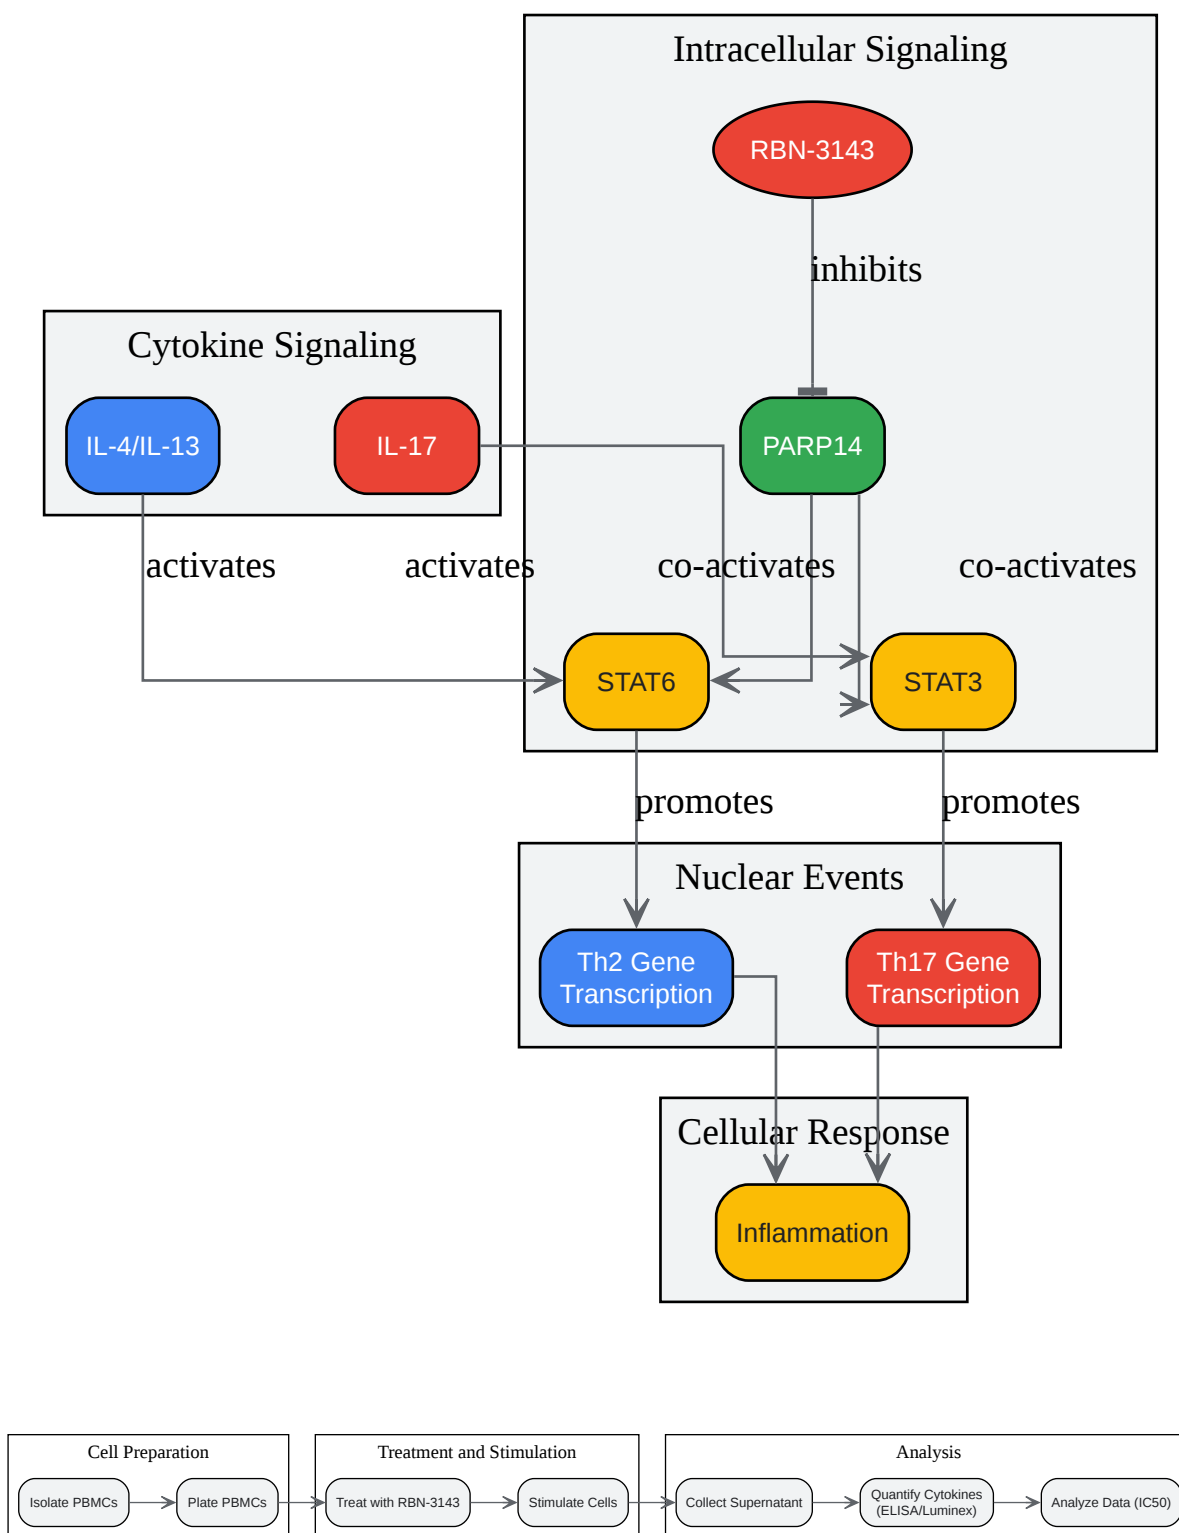 Intracellular Signaling
RBN-3143
inhibits
Cytokine Signaling
IL-4/IL-13
IL-17
PARP14
activates
activates
co-activates
co-activates
STAT6
STAT3
promotes
promotes
Nuclear Events
Th2 Gene
Transcription
Th17 Gene
Transcription
Cellular Response
Inflammation
Cell Preparation
Isolate PBMCs
Plate PBMCs
Treatment and Stimulation
Treat with RBN-3143
Stimulate Cells
Analysis
Collect Supernatant
Quantify Cytokines
(ELISA/Luminex)
Analyze Data (IC50)